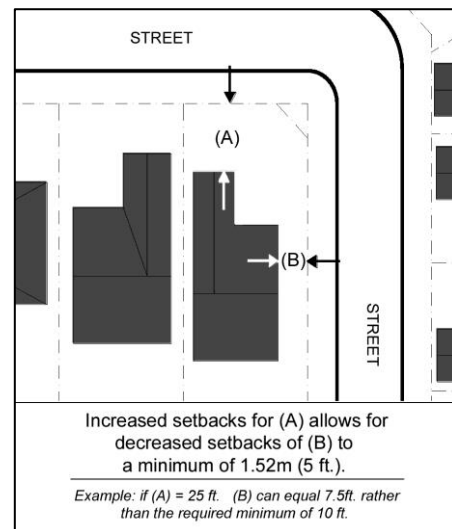 STREET
(A)
(B)
STREET
Increased setbacks for (A) allows for
decreased setbacks of (B) to
a minimum of 1.52m (5 ft.).
Example: if (A) = 25 ft. (B) can equal 7.5ft. rather
than the required minimum of 10 ft.